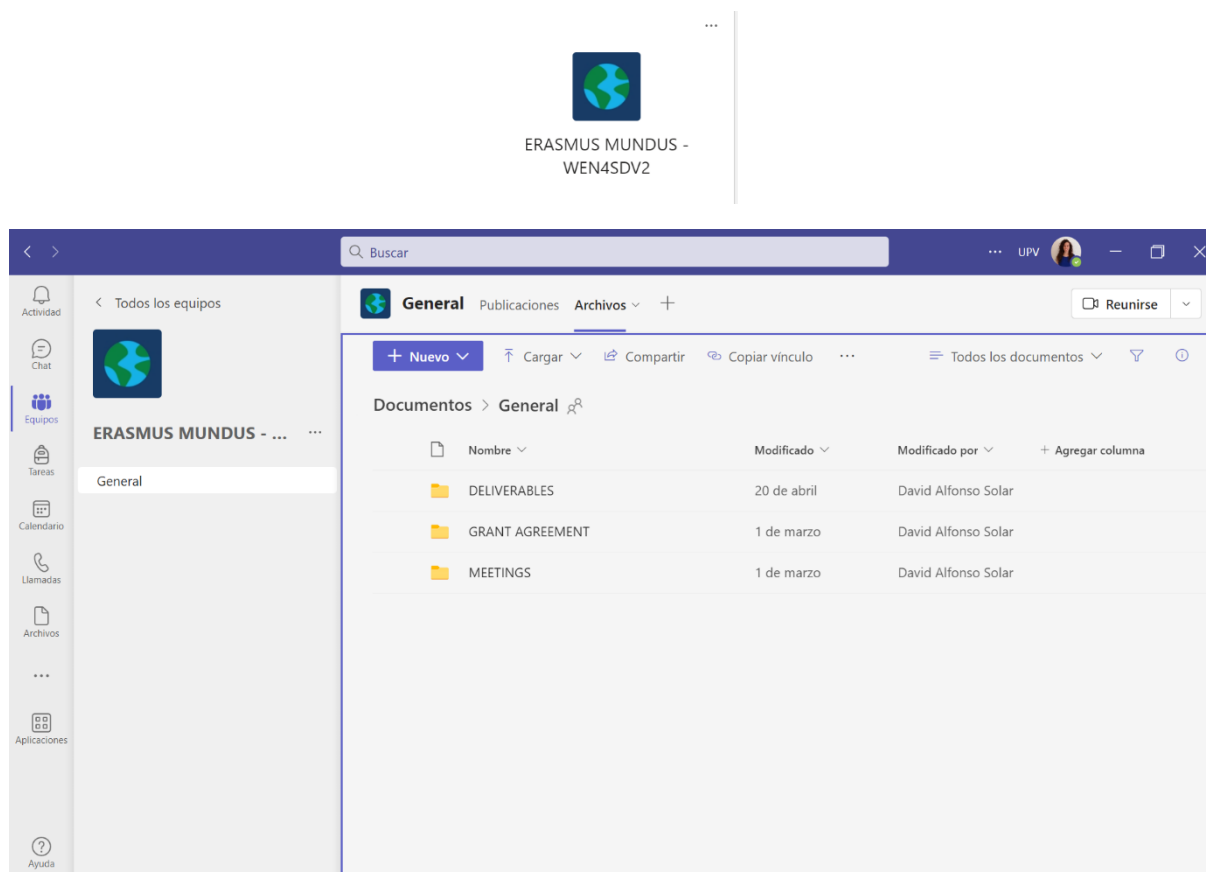 ...
ERASMUS MUNDUS -
WEN4SDV2
Buscar
... UPV
Actividad
Chat
Equipos
Tareas
Calendario
Llamadas
Archivos
...
Aplicaciones
Ayuda
Todos los equipos
ERASMUS MUNDUS - ... ...
General
General Publicaciones Archivos +
Reunirse
+ Nuevo Cargar Compartir Copiar vínculo ... Todos los documentos
Documentos > General
Nombre Modificado Modificado por + Agregar columna
DELIVERABLES 20 de abril David Alfonso Solar
GRANT AGREEMENT 1 de marzo David Alfonso Solar
MEETINGS 1 de marzo David Alfonso Solar